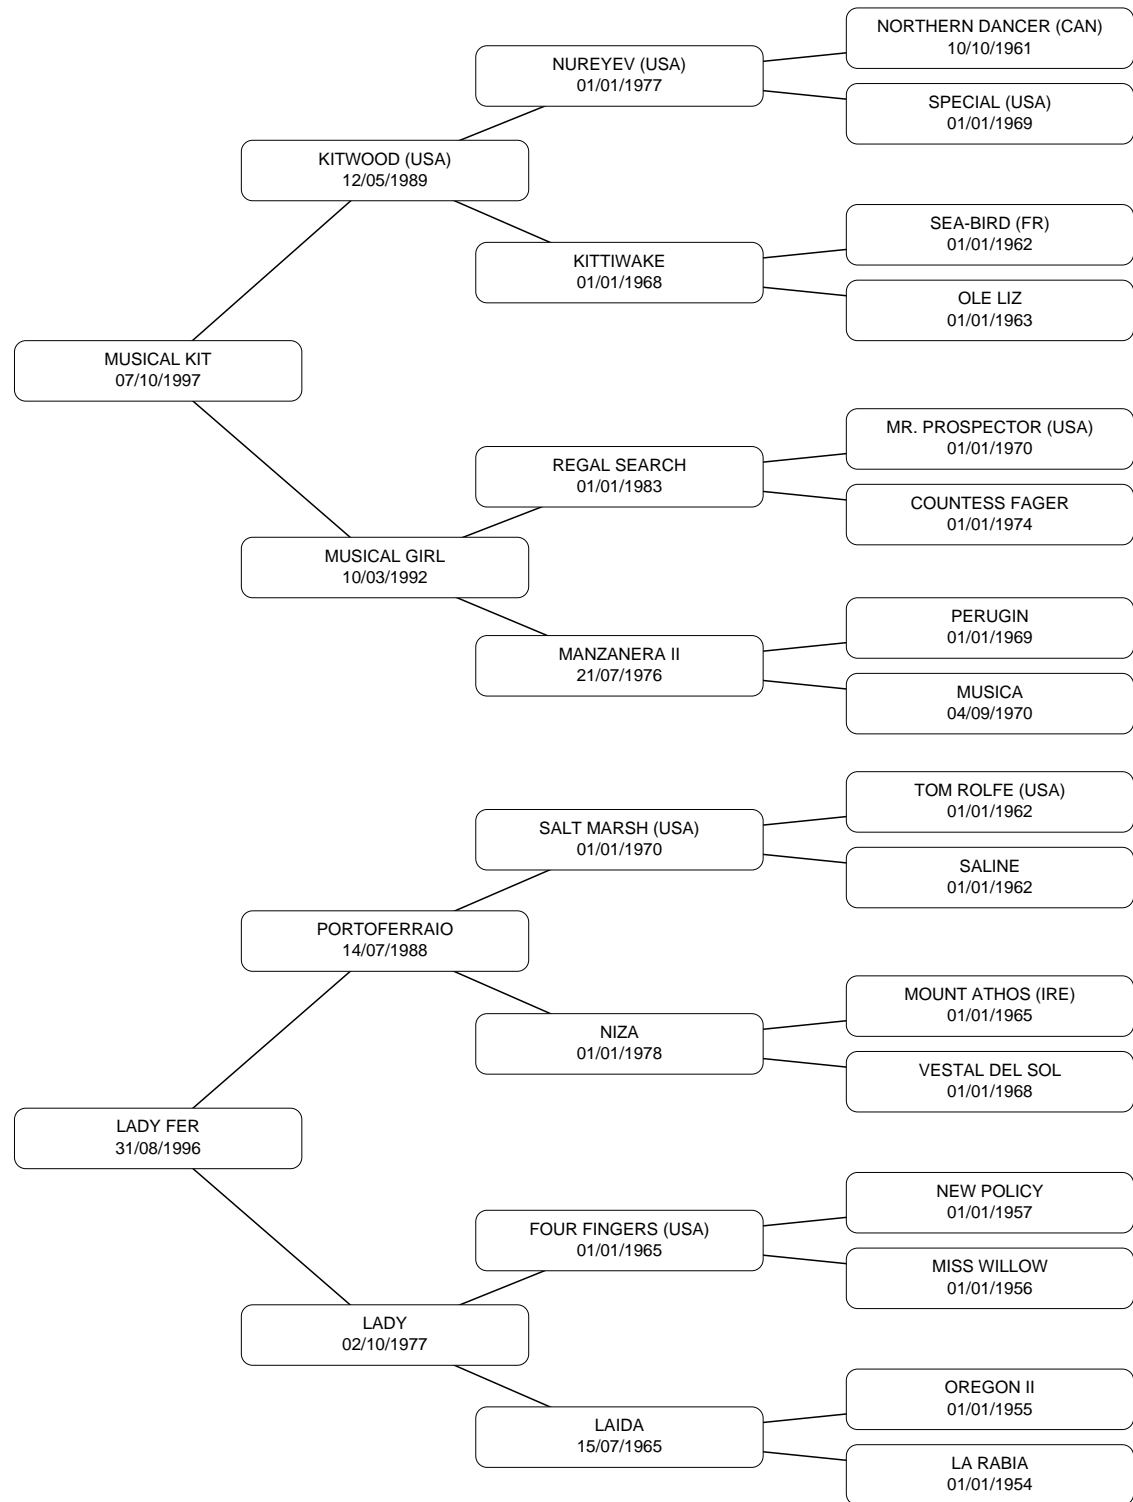 NORTHERN DANCER (CAN)
10/10/1961
NUREYEV (USA)
01/01/1977
SPECIAL (USA)
01/01/1969
KITWOOD (USA)
12/05/1989
SEA-BIRD (FR)
01/01/1962
KITTIWAKE
01/01/1968
OLE LIZ
01/01/1963
MUSICAL KIT
07/10/1997
MR. PROSPECTOR (USA)
01/01/1970
REGAL SEARCH
01/01/1983
COUNTESS FAGER
01/01/1974
MUSICAL GIRL
10/03/1992
PERUGIN
01/01/1969
MANZANERA II
21/07/1976
MUSICA
04/09/1970
TOM ROLFE (USA)
01/01/1962
SALT MARSH (USA)
01/01/1970
SALINE
01/01/1962
PORTOFERRAIO
14/07/1988
MOUNT ATHOS (IRE)
01/01/1965
NIZA
01/01/1978
VESTAL DEL SOL
01/01/1968
LADY FER
31/08/1996
NEW POLICY
01/01/1957
FOUR FINGERS (USA)
01/01/1965
MISS WILLOW
01/01/1956
LADY
02/10/1977
OREGON II
01/01/1955
LAIDA
15/07/1965
LA RABIA
01/01/1954